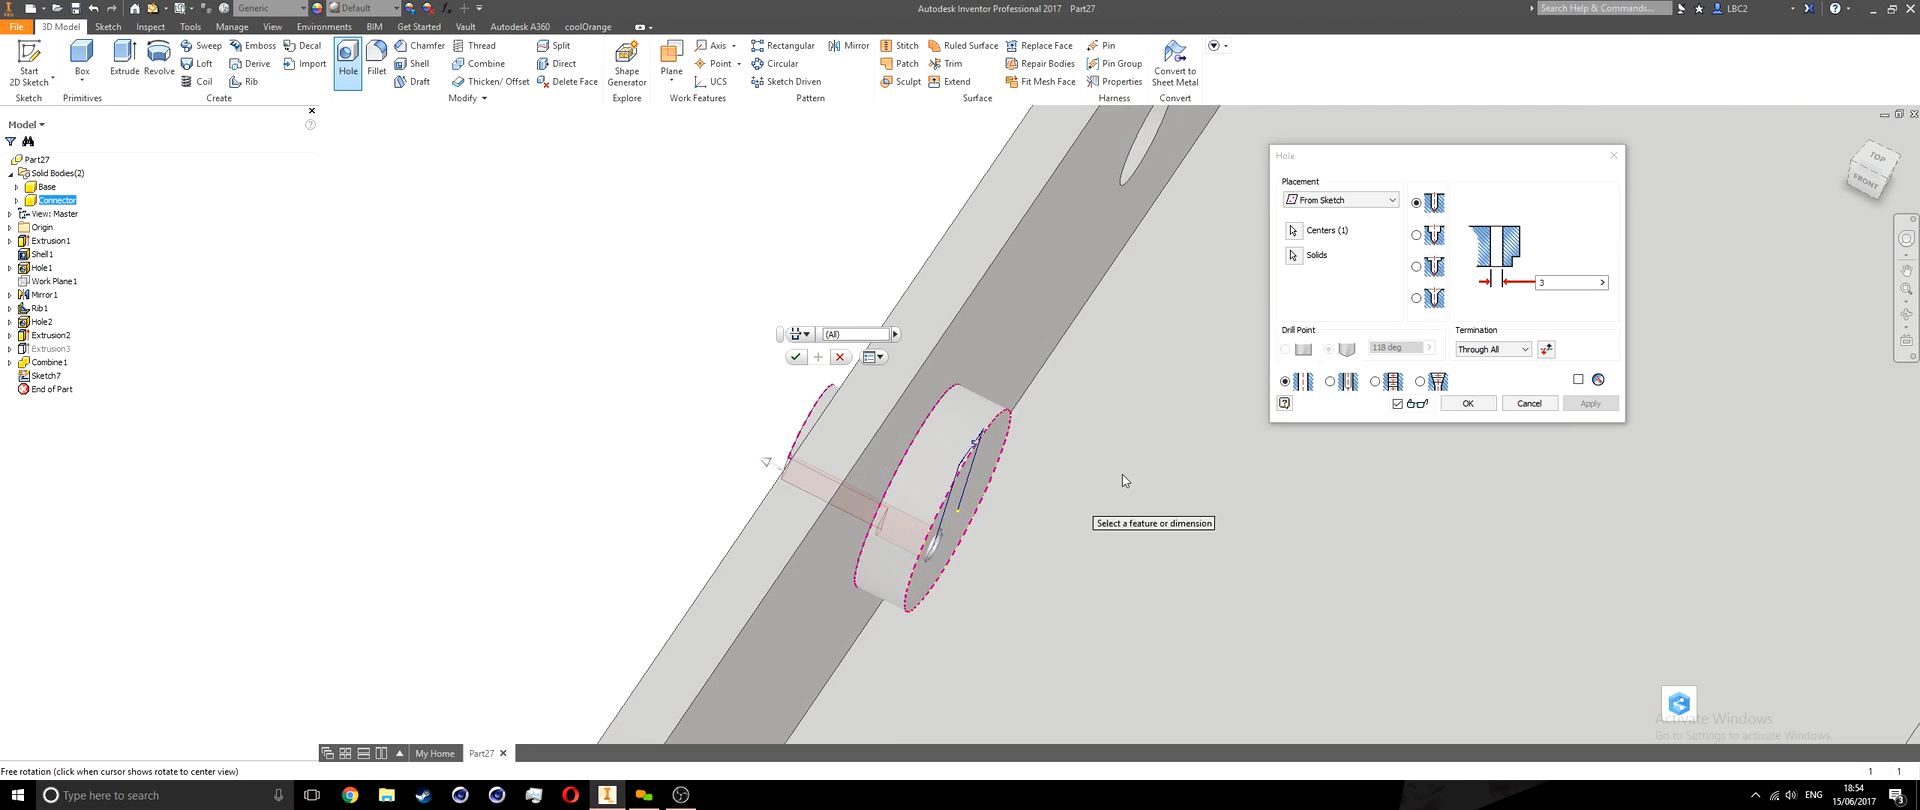 Generic
Default
Autodesk Inventor Professional 2017 Part27
Search Help & Commands...
LBC2
File 3D Model Sketch Inspect Tools Manage View Environments BIM Get Started Vault Autodesk A360 coolOrange
Start
2D Sketch
Sketch
Box
Primitives
Extrude
Revolve
Sweep
Emboss
Decal
Loft
Derive
Import
Coil
Rib
Create
Hole
Fillet
Chamfer
Thread
Split
Shell
Combine
Direct
Draft
Thicken/ Offset
Delete Face
Modify
Shape
Generator
Explore
Plane
Axis
Point
UCS
Work Features
Rectangular
Mirror
Circular
Sketch Driven
Pattern
Stitch
Ruled Surface
Replace Face
Patch
Trim
Repair Bodies
Sculpt
Extend
Fit Mesh Face
Surface
Pin
Pin Group
Properties
Harness
Convert to
Sheet Metal
Convert
Model
Part27
Solid Bodies(2)
Base
Connector
View: Master
Origin
Extrusion1
Shell1
Hole1
Work Plane1
Mirror1
Rib1
Hole2
Extrusion2
Extrusion3
Combine1
Sketch7
End of Part
(All)
Select a feature or dimension
TOP
FRONT
Hole
Placement
From Sketch
Centers (1)
Solids
3
Drill Point
118 deg
Termination
Through All
OK
Cancel
Apply
Activate Windows
Go to Settings to activate Windows.
My Home
Part27
Free rotation (click when cursor shows rotate to center view)
1 1
Type here to search
ENG
18:54
15/06/2017
3